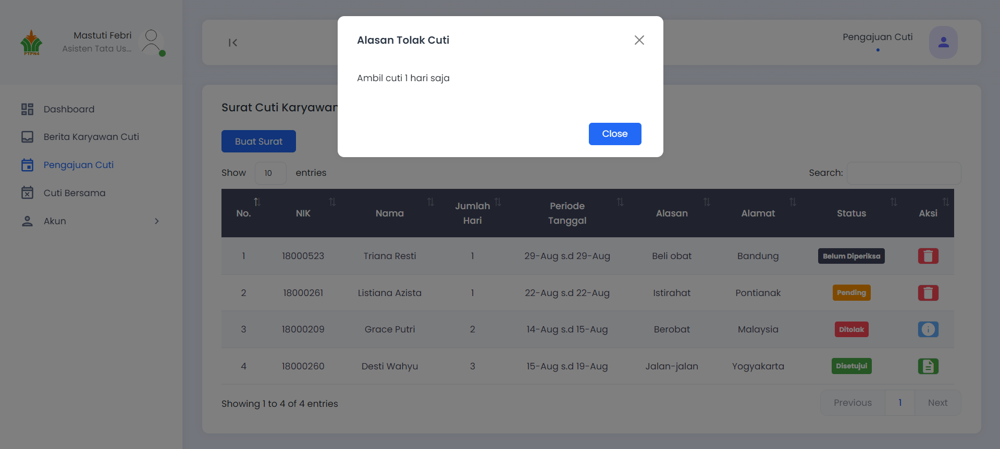 PTPN4
Mastuti Febri
Asisten Tata Us...
Dashboard
Berita Karyawan Cuti
Pengajuan Cuti
Cuti Bersama
Akun
Pengajuan Cuti
Alasan Tolak Cuti
Ambil cuti 1 hari saja
Close
Surat Cuti Karyawan
Buat Surat
Show 10 entries
Search:
No. NIK Nama Jumlah Hari Periode Tanggal Alasan Alamat Status Aksi
1 18000523 Triana Resti 1 29-Aug s.d 29-Aug Beli obat Bandung Belum Diperiksa
2 18000261 Listiana Azista 1 22-Aug s.d 22-Aug Istirahat Pontianak Pending
3 18000209 Grace Putri 2 14-Aug s.d 15-Aug Berobat Malaysia Ditolak
4 18000260 Desti Wahyu 3 15-Aug s.d 19-Aug Jalan-jalan Yogyakarta Disetujui
Showing 1 to 4 of 4 entries
Previous 1 Next